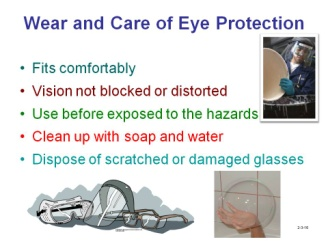 Wear and Care of Eye Protection
• Fits comfortably
• Vision not blocked or distorted
• Use before exposed to the hazards
• Clean up with soap and water
• Dispose of scratched or damaged glasses